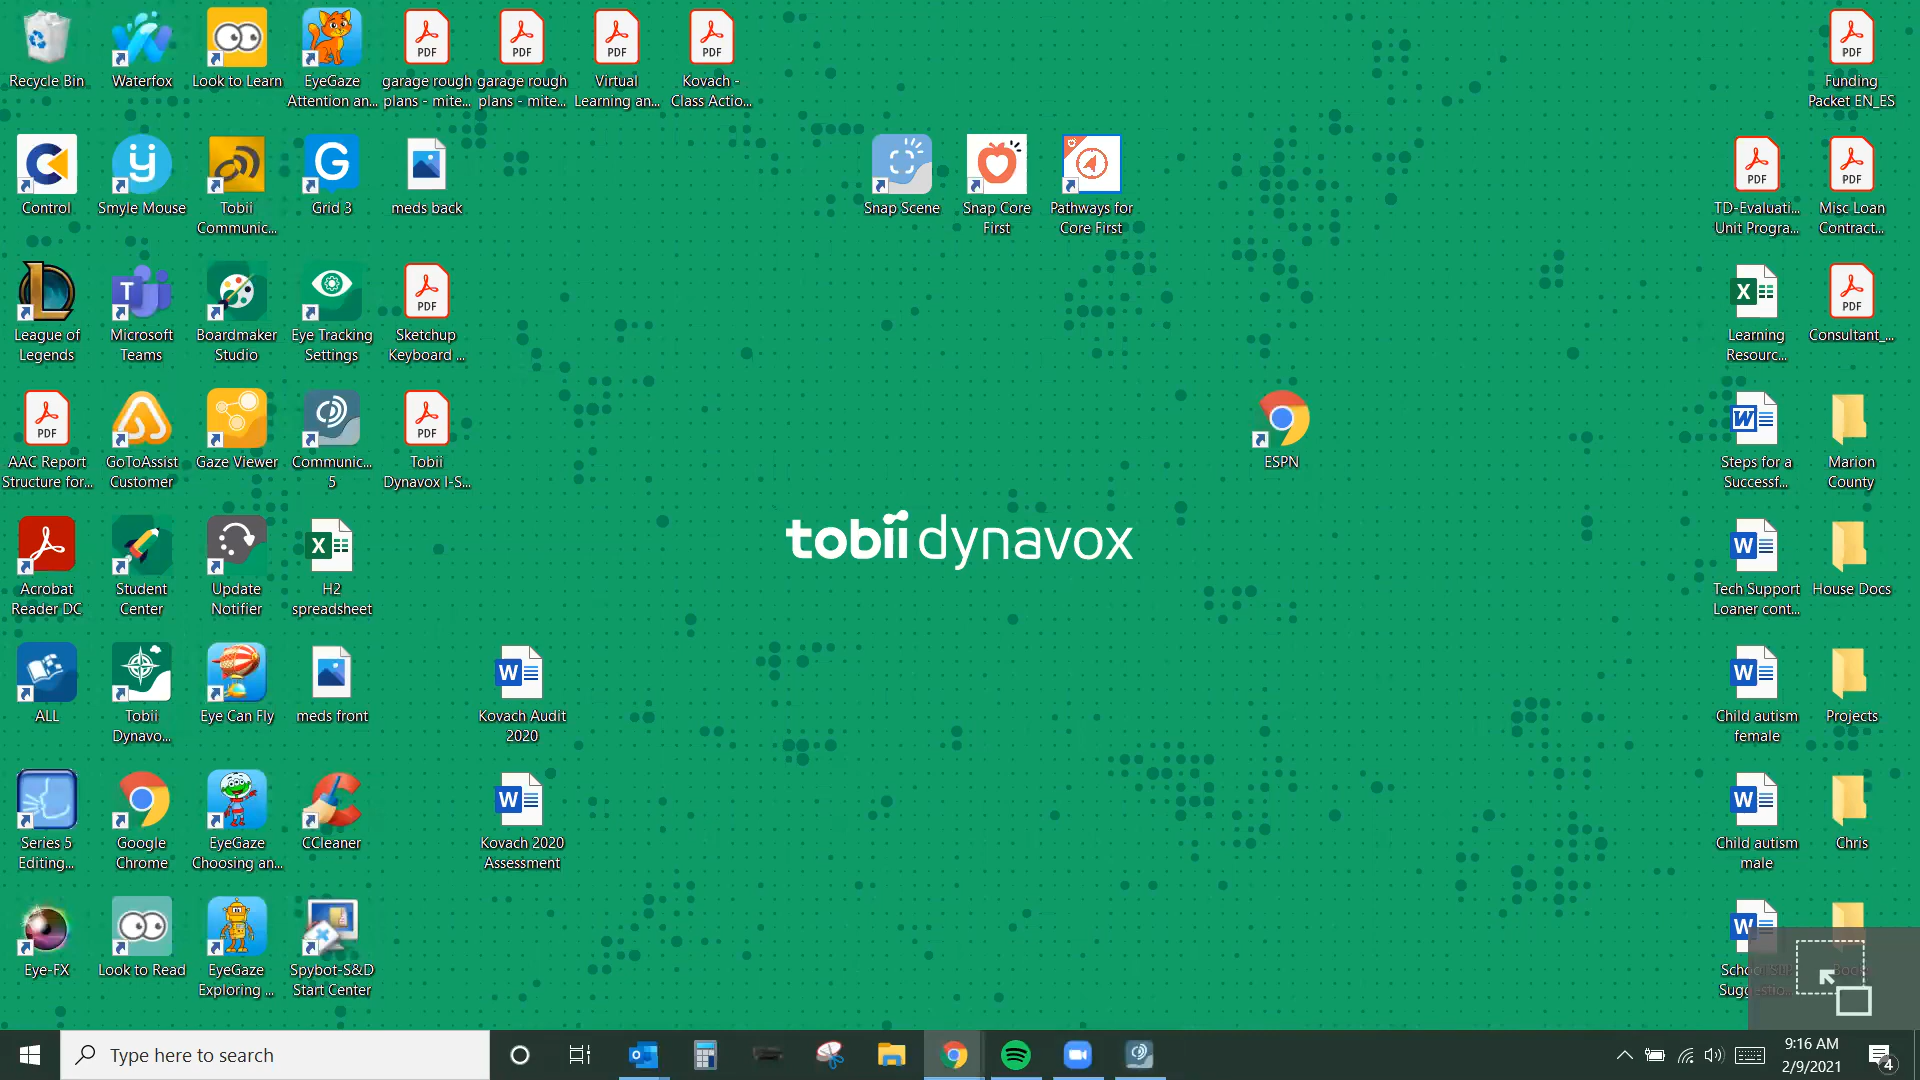 Recycle Bin
Waterfox
Look to Learn
EyeGaze
Attention an...
garage rough
plans - mite...
garage rough
plans - mite...
Virtual
Learning an...
Kovach -
Class Actio...
Funding
Packet EN_ES
Control
Smyle Mouse
Tobii
Communic...
Grid 3
meds back
Snap Scene
Snap Core
First
Pathways for
Core First
TD-Evaluati...
Unit Progra...
Misc Loan
Contract...
League of
Legends
Microsoft
Teams
Boardmaker
Studio
Eye Tracking
Settings
Sketchup
Keyboard ...
Learning
Resourc...
Consultant_...
AAC Report
Structure for...
GoToAssist
Customer
Gaze Viewer
Communic...
5
Tobii
Dynavox I-S...
ESPN
Steps for a
Successf...
Marion
County
tobii dynavox
Acrobat
Reader DC
Student
Center
Update
Notifier
H2
spreadsheet
Tech Support
Loaner cont...
House Docs
ALL
Tobii
Dynavo...
Eye Can Fly
meds front
Kovach Audit
2020
Child autism
female
Projects
Series 5
Editing...
Google
Chrome
EyeGaze
Choosing an...
CCleaner
Kovach 2020
Assessment
Child autism
male
Chris
Eye-FX
Look to Read
EyeGaze
Exploring ...
Spybot-S&D
Start Center
Type here to search
9:16 AM
2/9/2021
4